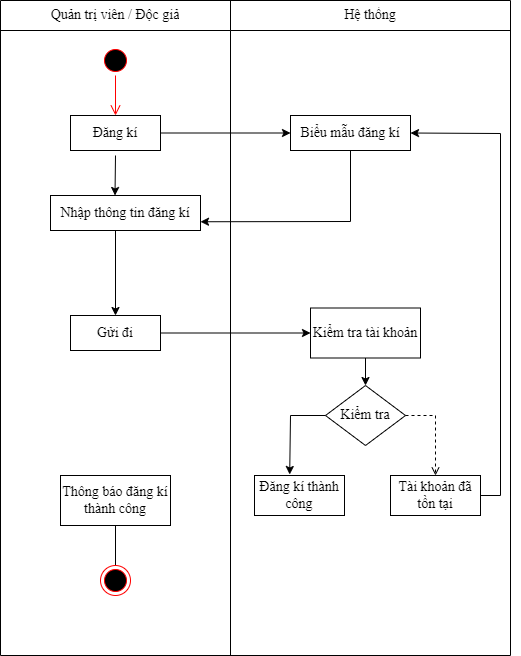 Quản trị viên / Độc giả
Hệ thống
Đăng kí
Biểu mẫu đăng kí
Nhập thông tin đăng kí
Gửi đi
Kiểm tra tài khoản
Kiểm tra
Đăng kí thành
công
Tài khoản đã
tồn tại
Thông báo đăng kí
thành công